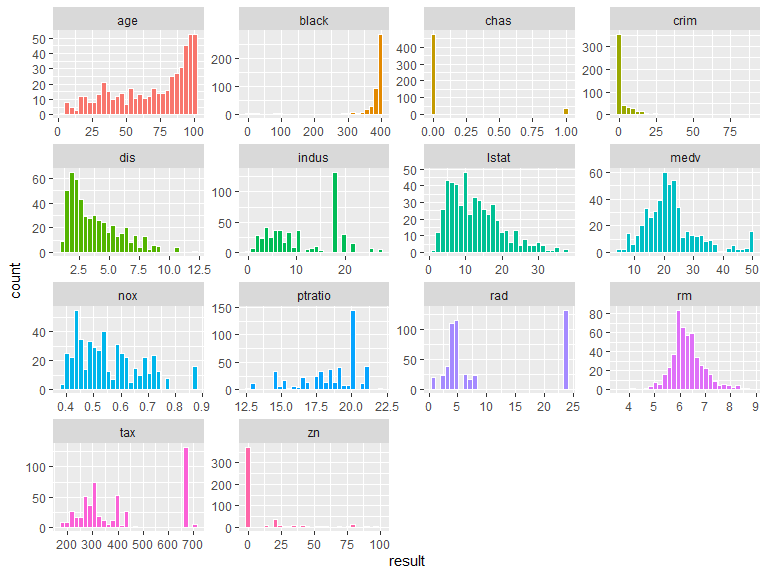 age black chas crim
50
40
30
20
10
0
0 25 50 75 100
200
100
0
0 100 200 300 400
400
300
200
100
0
0.00 0.25 0.50 0.75 1.00
300
200
100
0
0 25 50 75
dis indus lstat medv
60
40
20
0
2.5 5.0 7.5 10.0 12.5
100
50
0
0 10 20
50
40
30
20
10
0
0 10 20 30
60
40
20
0
10 20 30 40 50
count
nox ptratio rad rm
40
20
0
0.4 0.5 0.6 0.7 0.8 0.9
150
100
50
0
12.5 15.0 17.5 20.0 22.5
100
50
0
0 5 10 15 20 25
80
60
40
20
0
4 5 6 7 8 9
tax zn
100
50
0
200 300 400 500 600 700
300
200
100
0
0 25 50 75 100
result